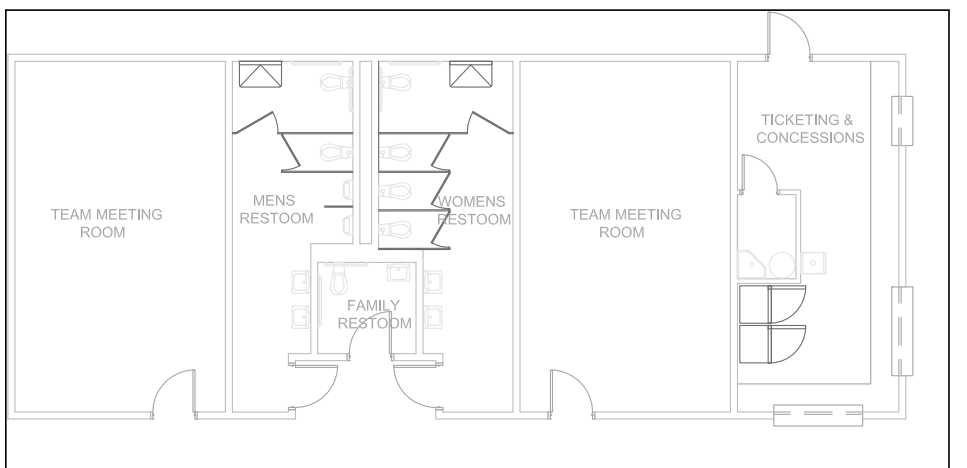 TICKETING &
CONCESSIONS
MENS
RESTOOM
WOMENS
RESTOOM
TEAM MEETING
ROOM
TEAM MEETING
ROOM
FAMILY
RESTOOM